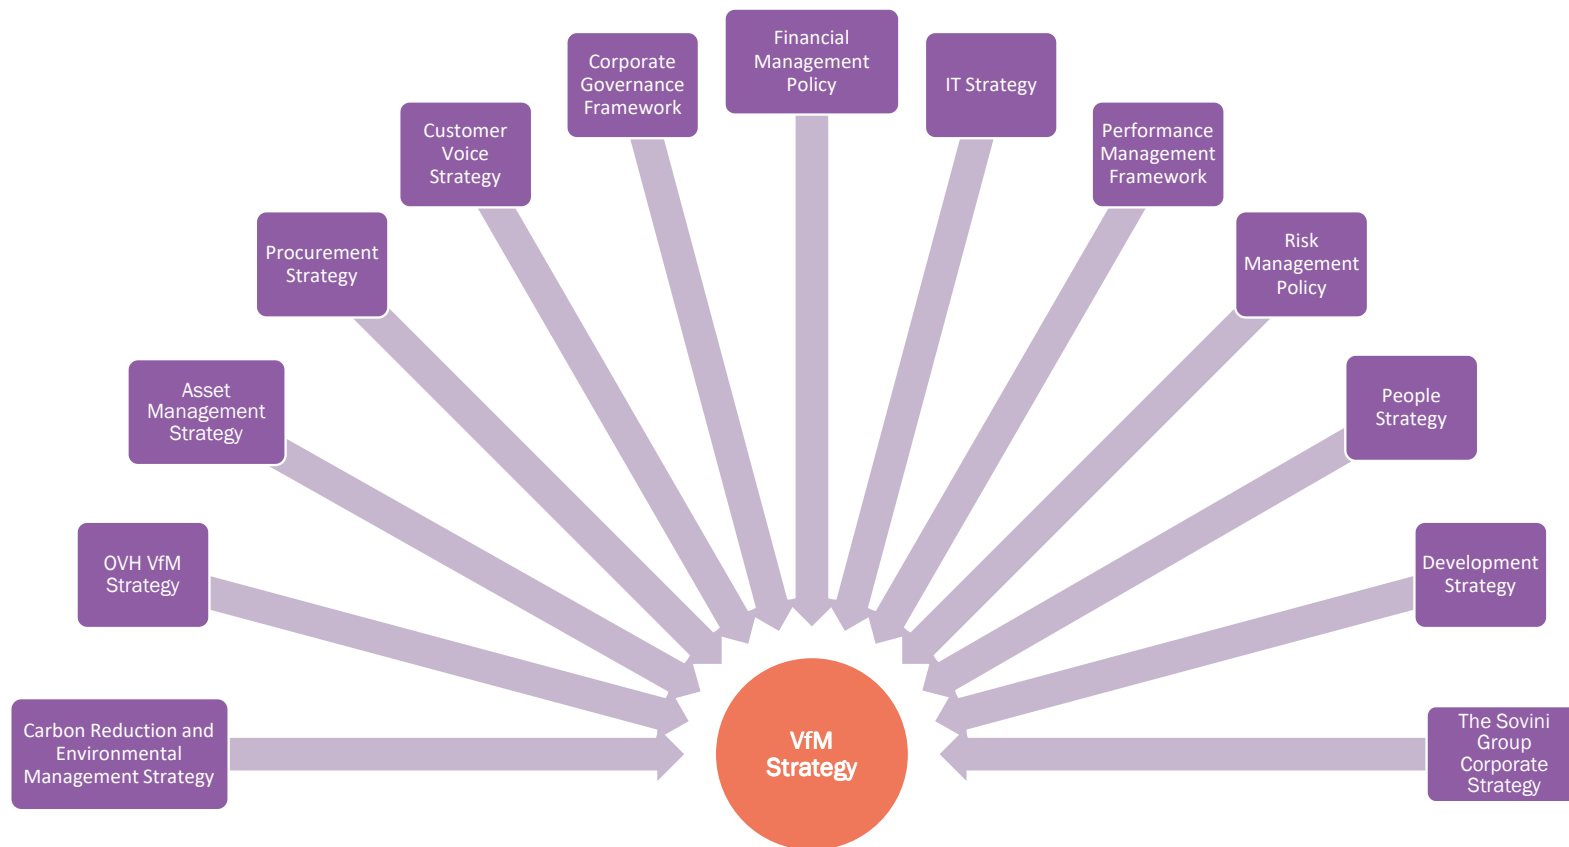 Financial
Management
Policy
Corporate
Governance
Framework
IT Strategy
Customer
Voice
Strategy
Performance
Management
Framework
Procurement
Strategy
Risk
Management
Policy
Asset
Management
Strategy
People
Strategy
OVH VfM
Strategy
Development
Strategy
Carbon Reduction and
Environmental
Management Strategy
VfM
Strategy
The Sovini
Group
Corporate
Strategy